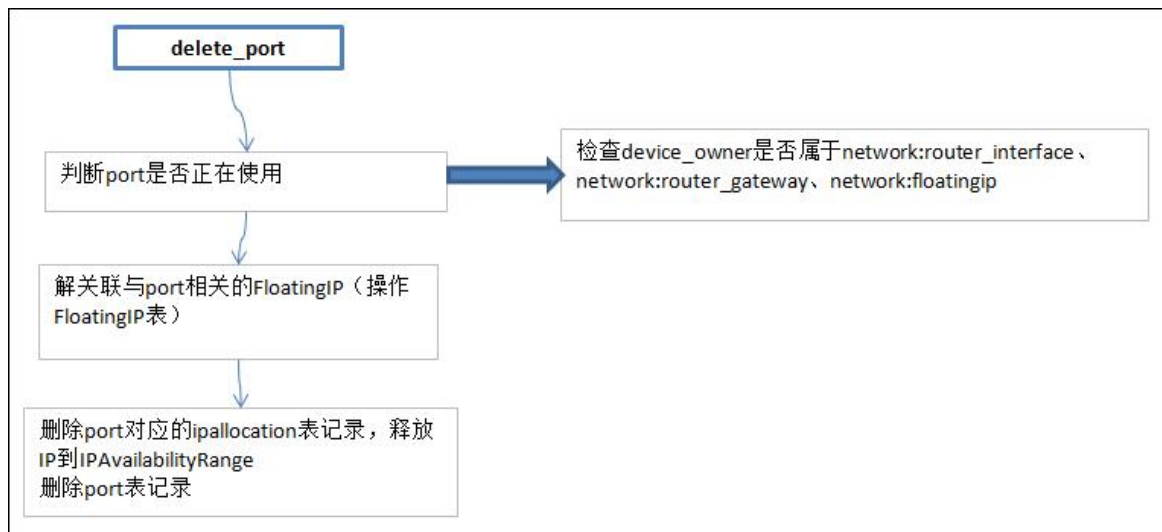 delete_port
判断port是否正在使用
检查device_owner是否属于network:router_interface、
network:router_gateway、network:floatingip
解关联与port相关的FloatingIP（操作
FloatingIP表）
删除port对应的ipallocation表记录，释放
IP到IPAvailabilityRange
删除port表记录